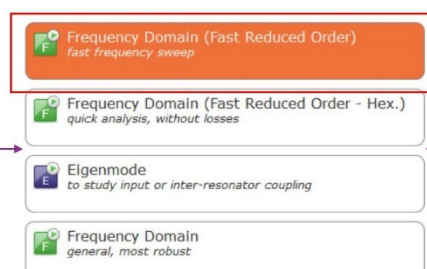 Frequency Domain (Fast Reduced Order)
fast frequency sweep
Frequency Domain (Fast Reduced Order - Hex.)
quick analysis, without losses
Eigenmode
to study input or inter-resonator coupling
Frequency Domain
general, most robust